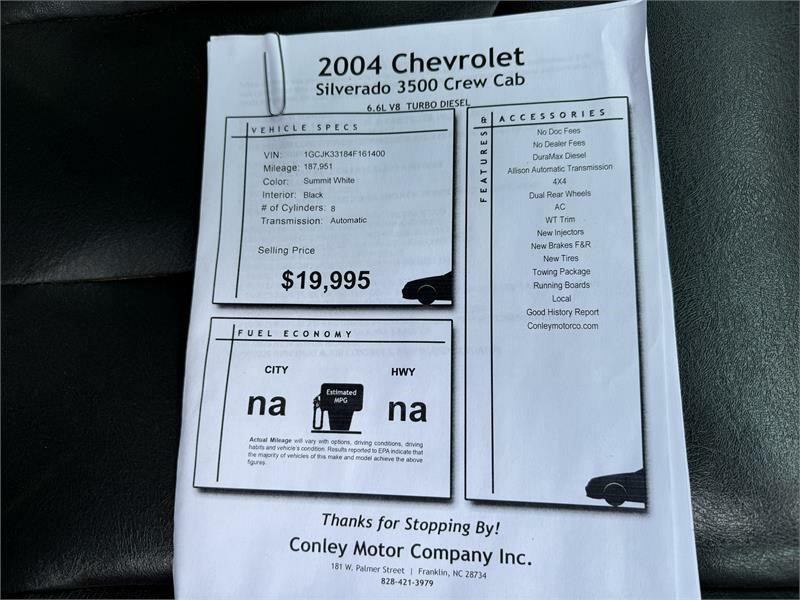 2004 Chevrolet
Silverado 3500 Crew Cab
6.6L V8 TURBO DIESEL
VEHICLE SPECS
VIN: 1GCJK33184F161400
Mileage: 187,951
Color: Summit White
Interior: Black
# of Cylinders: 8
Transmission: Automatic
Selling Price
$19,995
FUEL ECONOMY
CITY
HWY
na
Estimated
MPG
na
Actual Mileage will vary with options, driving conditions, driving
habits and vehicle's condition. Results reported to EPA indicate that
the majority of vehicles of this make and model achieve the above
figures.
FEATURES & ACCESSORIES
No Doc Fees
No Dealer Fees
DuraMax Diesel
Allison Automatic Transmission
4X4
Dual Rear Wheels
AC
WT Trim
New Injectors
New Brakes F&R
New Tires
Towing Package
Running Boards
Local
Good History Report
Conleymotorco.com
Thanks for Stopping By!
Conley Motor Company Inc.
181 W. Palmer Street | Franklin, NC 28734
828-421-3979